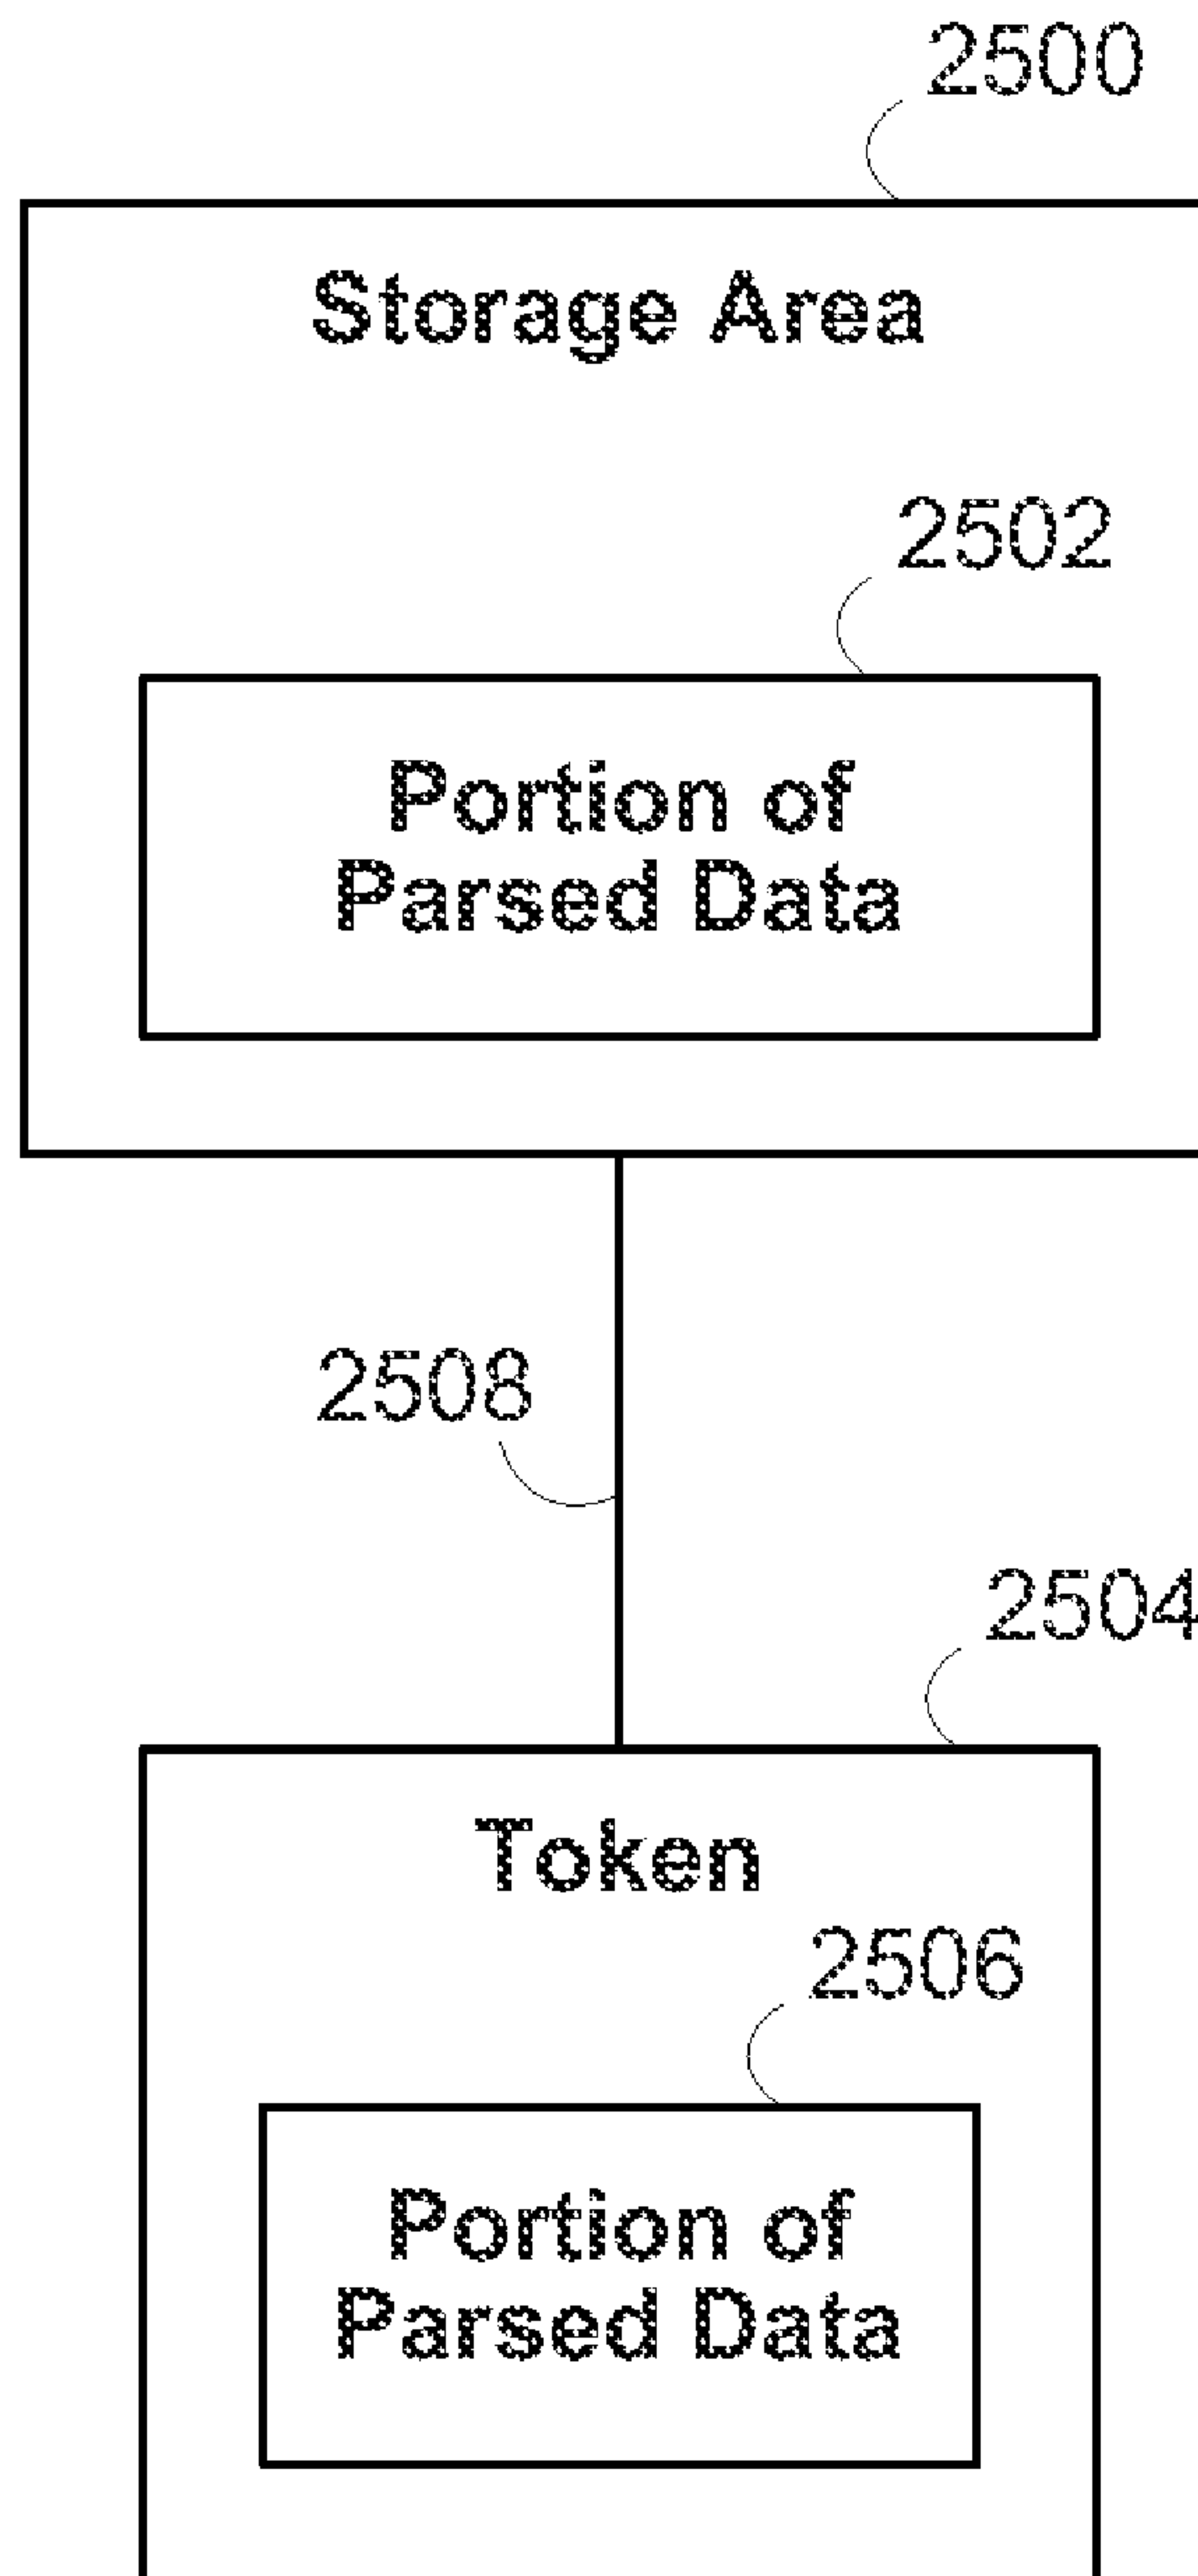 2500
Storage Area
2502
Portion of
Parsed Data
2508
2504
Token
2506
Portion of
Parsed Data